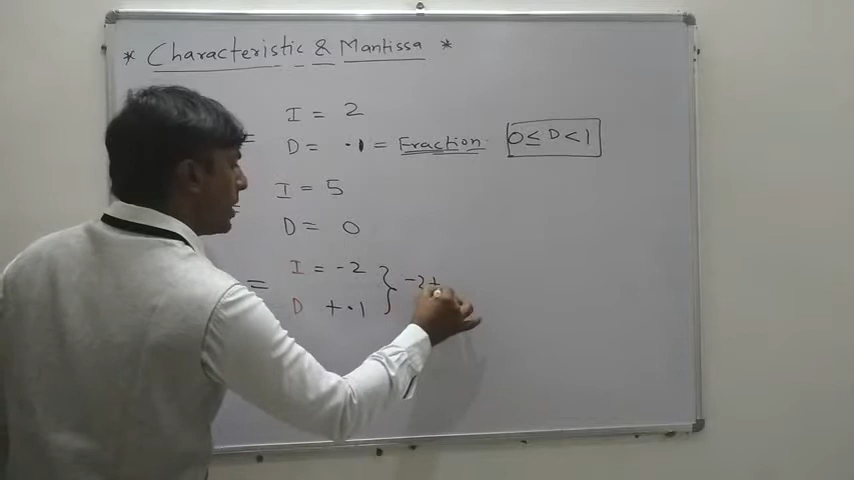 * Characteristic & Mantissa *
= I = 2
D = .1 = Fraction. 0 ≤ D < 1
I = 5
D = 0
= I = -2
D + .1 } -2+